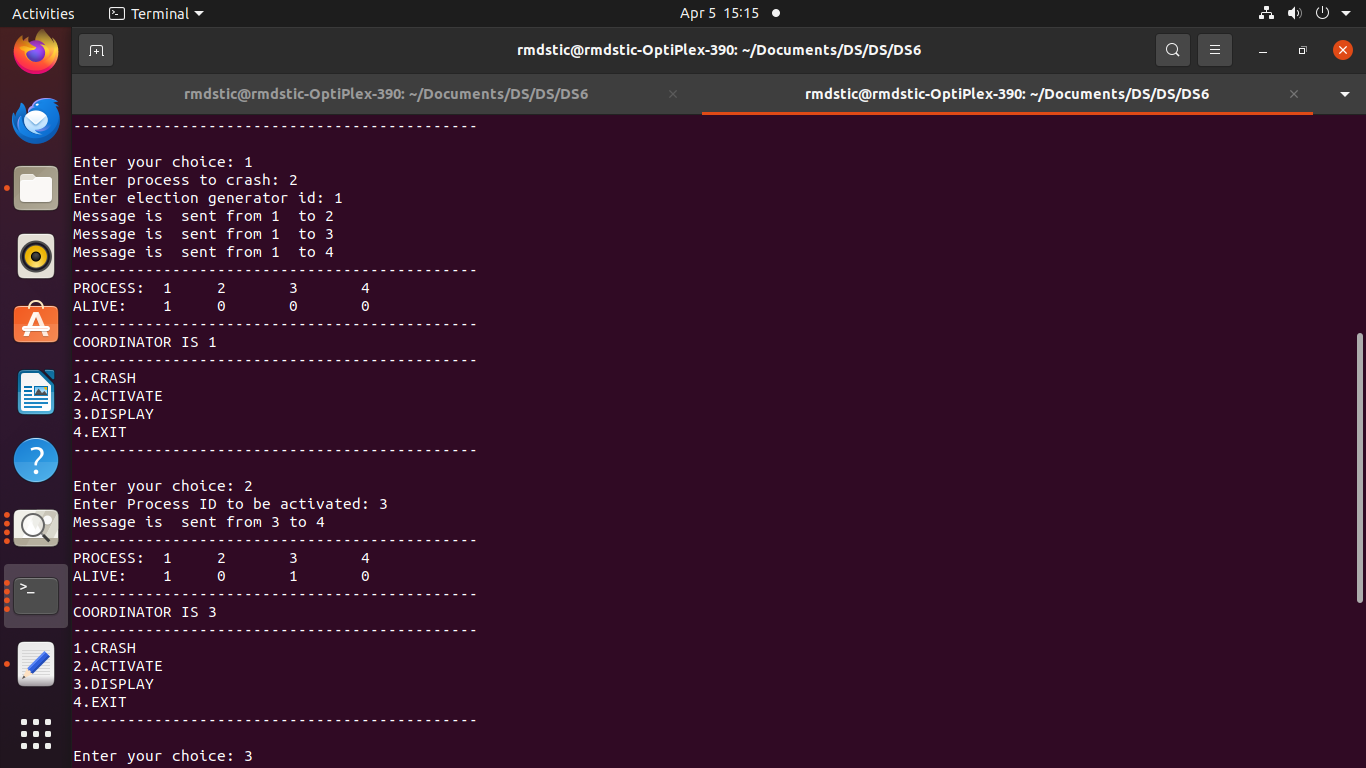 Activities
Terminal
Apr 5 15:15
rmdstic@rmdstic-OptiPlex-390: ~/Documents/DS/DS/DS6
rmdstic@rmdstic-OptiPlex-390: ~/Documents/DS/DS/DS6
rmdstic@rmdstic-OptiPlex-390: ~/Documents/DS/DS/DS6
---------------------------------------------
Enter your choice: 1
Enter process to crash: 2
Enter election generator id: 1
Message is  sent from 1  to 2
Message is  sent from 1  to 3
Message is  sent from 1  to 4
---------------------------------------------
PROCESS:  1     2       3       4
ALIVE:    1     0       0       0
---------------------------------------------
COORDINATOR IS 1
---------------------------------------------
1.CRASH
2.ACTIVATE
3.DISPLAY
4.EXIT
---------------------------------------------
Enter your choice: 2
Enter Process ID to be activated: 3
Message is  sent from 3 to 4
---------------------------------------------
PROCESS:  1     2       3       4
ALIVE:    1     0       1       0
---------------------------------------------
COORDINATOR IS 3
---------------------------------------------
1.CRASH
2.ACTIVATE
3.DISPLAY
4.EXIT
---------------------------------------------
Enter your choice: 3